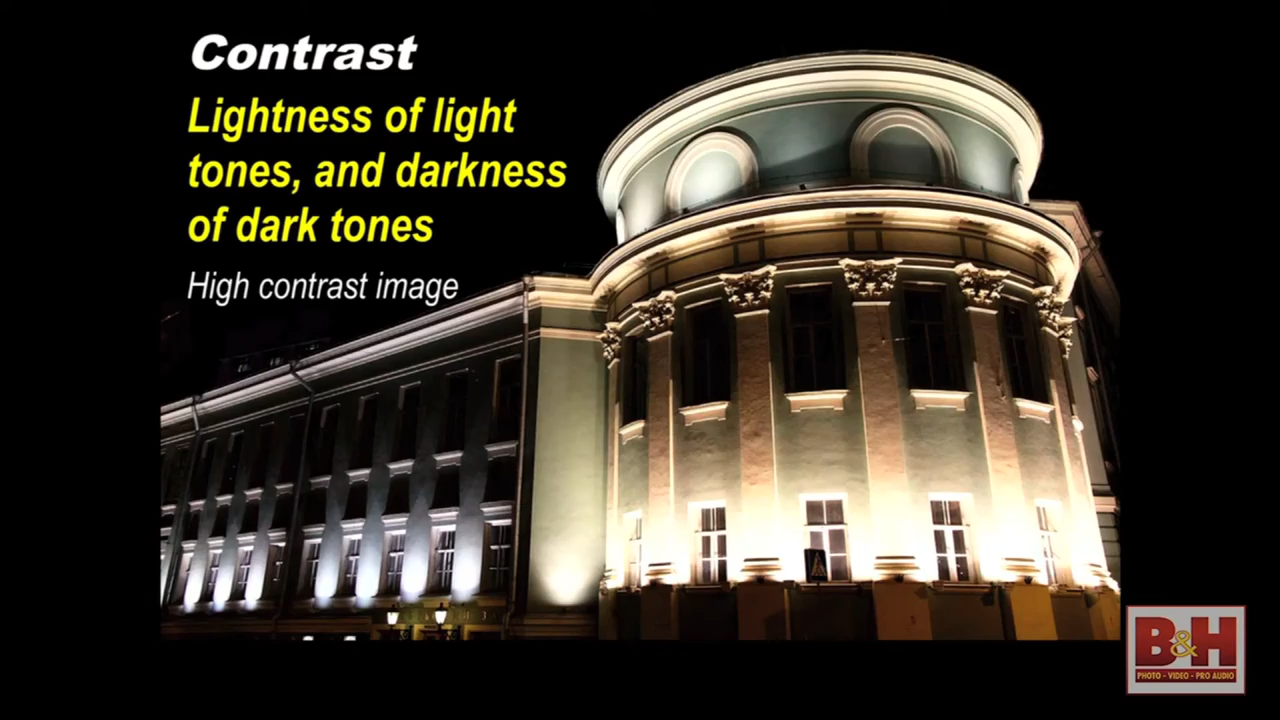 Contrast
Lightness of light
tones, and darkness
of dark tones
High contrast image
B&H
PHOTO - VIDEO - PRO AUDIO